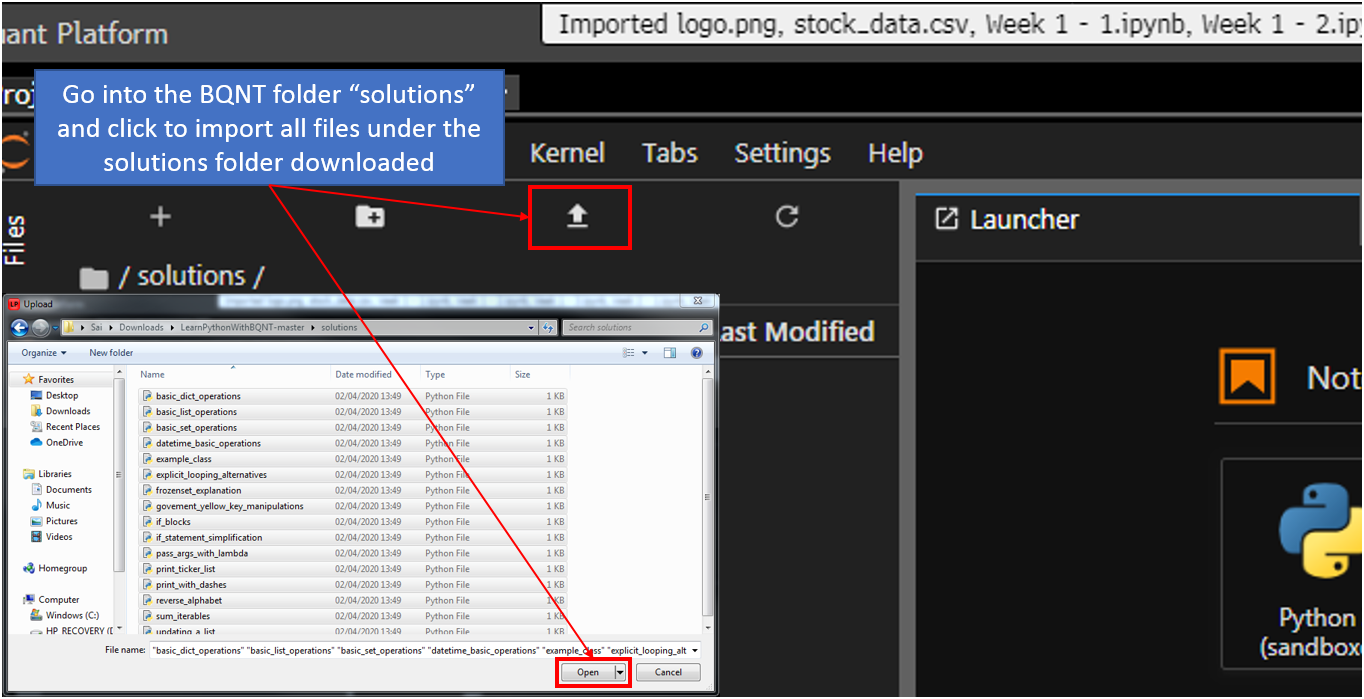 uant Platform
Imported logo.png, stock_data.csv, Week 1 - 1.ipynb, Week 1 - 2.ipy
Proj
Go into the BQNT folder “solutions”
and click to import all files under the
solutions folder downloaded
Kernel Tabs Settings Help
Files
/ solutions /
Launcher
Last Modified
Not
Python
(sandboxe
LP Upload
Sai Downloads LearnPythonWithBQNT-master solutions Search solutions
Organize New folder
Name Date modified Type Size
Favorites
Desktop
Downloads
Recent Places
OneDrive
Libraries
Documents
Music
Pictures
Videos
Homegroup
Computer
Windows (C:)
HP_RECOVERY (D
basic_dict_operations 02/04/2020 13:49 Python File 1 KB
basic_list_operations 02/04/2020 13:49 Python File 1 KB
basic_set_operations 02/04/2020 13:49 Python File 1 KB
datetime_basic_operations 02/04/2020 13:49 Python File 1 KB
example_class 02/04/2020 13:49 Python File 1 KB
explicit_looping_alternatives 02/04/2020 13:49 Python File 1 KB
frozenset_explanation 02/04/2020 13:49 Python File 1 KB
govement_yellow_key_manipulations 02/04/2020 13:49 Python File 1 KB
if_blocks 02/04/2020 13:49 Python File 1 KB
if_statement_simplification 02/04/2020 13:49 Python File 1 KB
pass_args_with_lambda 02/04/2020 13:49 Python File 1 KB
print_ticker_list 02/04/2020 13:49 Python File 1 KB
print_with_dashes 02/04/2020 13:49 Python File 1 KB
reverse_alphabet 02/04/2020 13:49 Python File 1 KB
sum_iterables 02/04/2020 13:49 Python File 1 KB
updating_a_list 02/04/2020 13:49 Python File 1 KB
File name: "basic_dict_operations" "basic_list_operations" "basic_set_operations" "datetime_basic_operations" "example_class" "explicit_looping_alt
Open Cancel